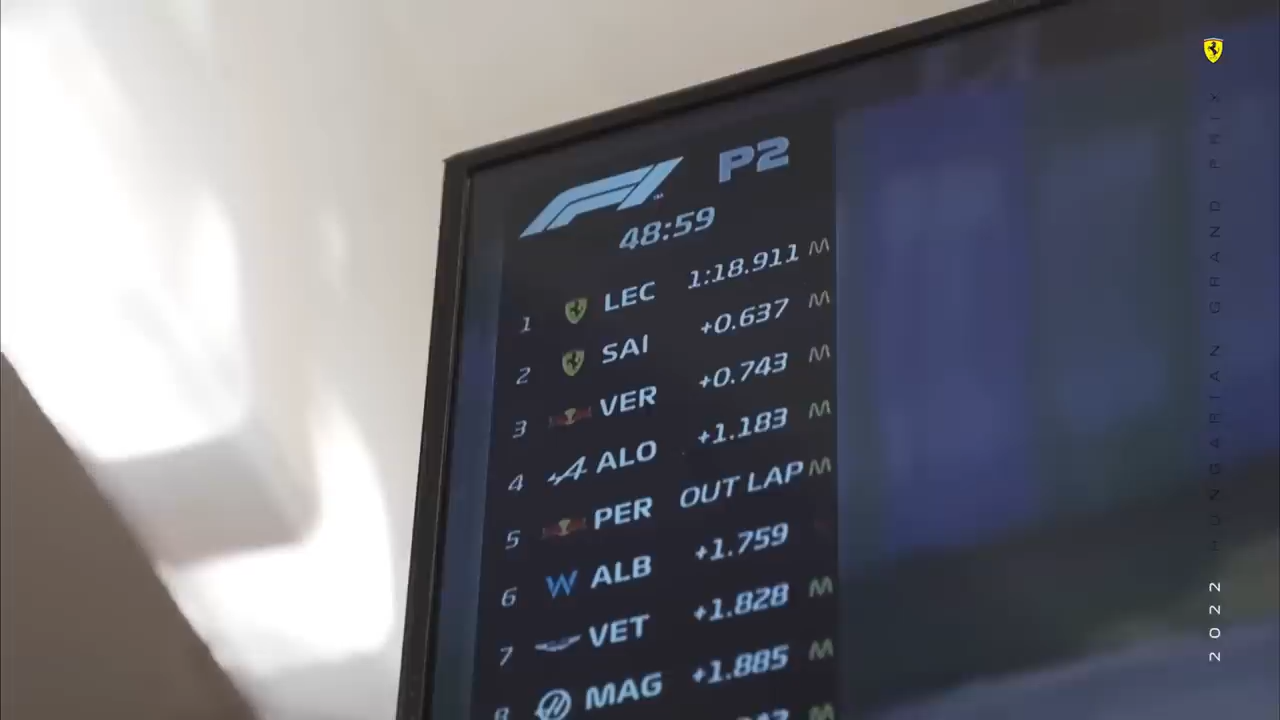 F1 P2
48:59
1 LEC 1:18.911 M
2 SAI +0.637 M
3 VER +0.743 M
4 ALO +1.183 M
5 PER OUT LAP M
6 ALB +1.759
7 VET +1.828 M
8 MAG +1.885 M
M
2022 HUNGARIAN GRAND PRIX